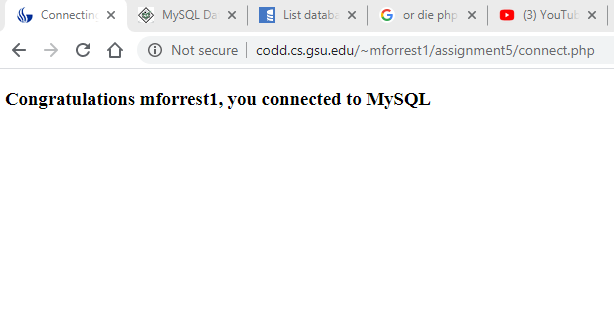 Connectin
MySQL Da
List databa
or die php
(3) YouTub
Not secure | codd.cs.gsu.edu/~mforrest1/assignment5/connect.php
Congratulations mforrest1, you connected to MySQL